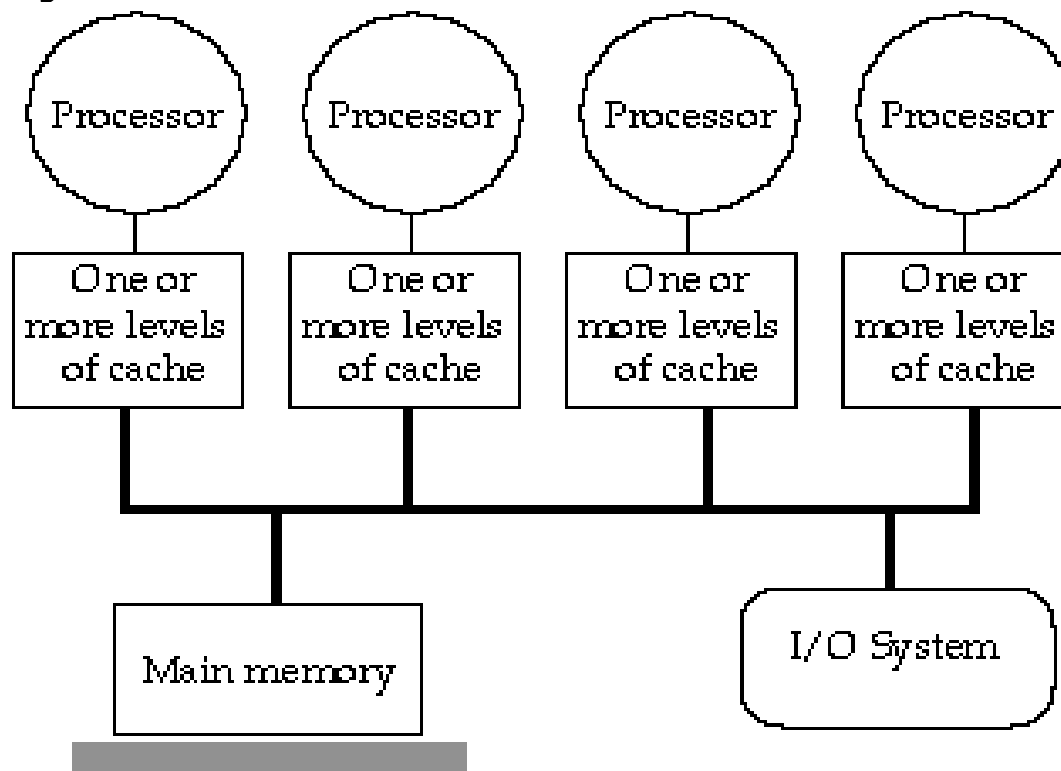 Processor
Processor
Processor
Processor
One or
more levels
of cache
One or
more levels
of cache
One or
more levels
of cache
One or
more levels
of cache
Main memory
I/O System